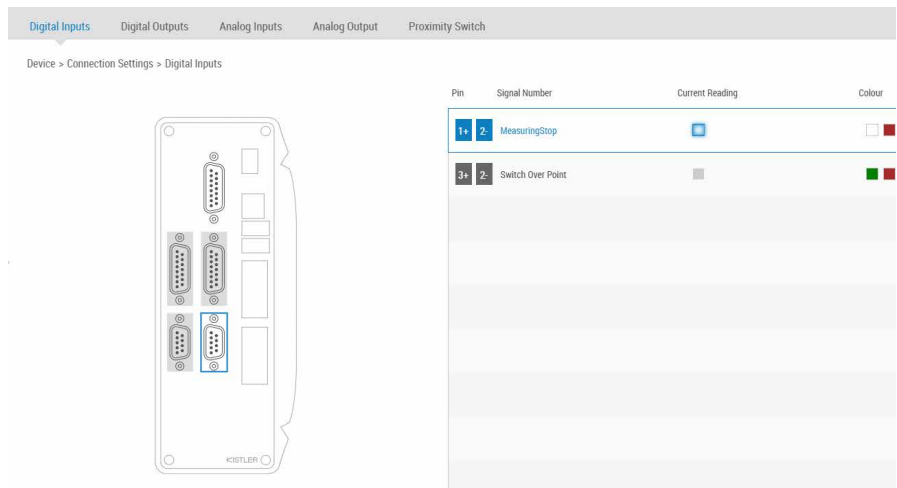 Digital Inputs Digital Outputs Analog Inputs Analog Output Proximity Switch
Device > Connection Settings > Digital Inputs
Pin Signal Number Current Reading Colour
1+ 2- MeasuringStop
3+ 2- Switch Over Point
KISTLER